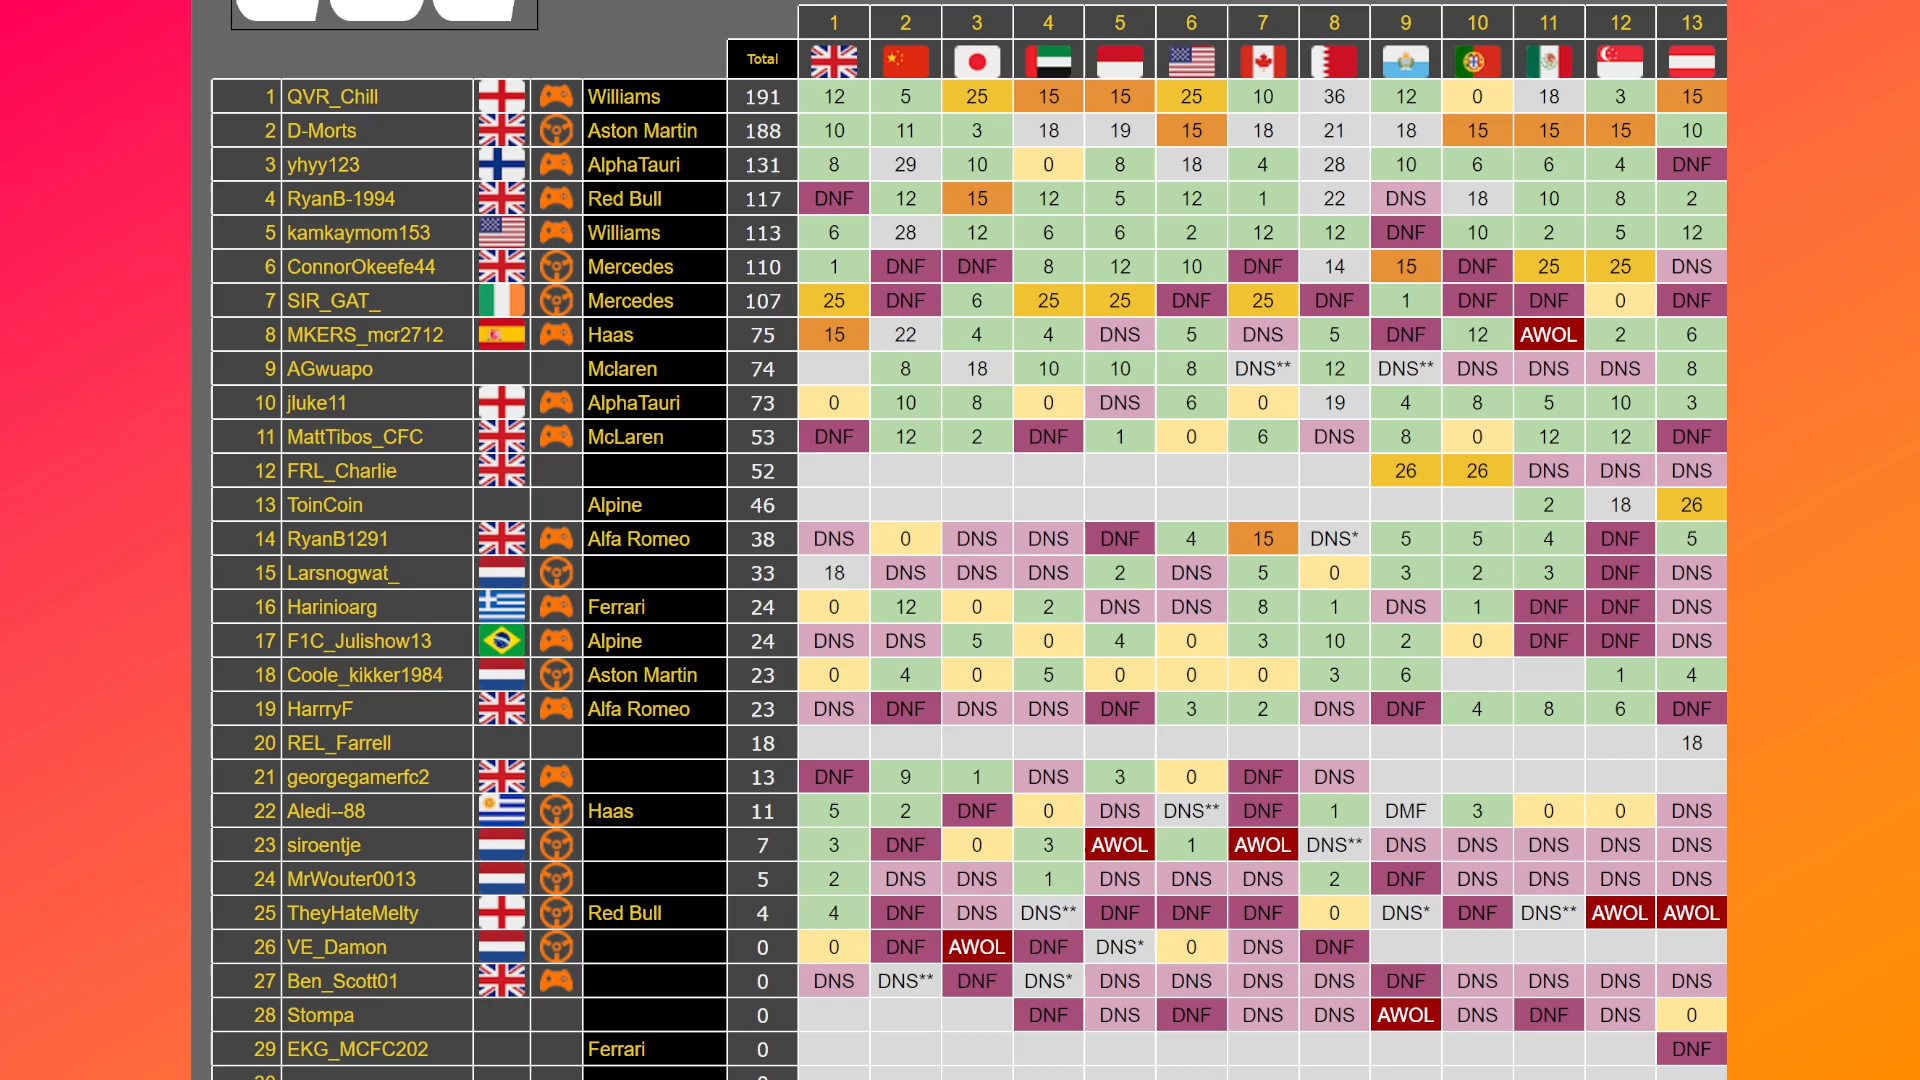 1 2 3 4 5 6 7 8 9 10 11 12 13
Total
1 QVR_Chill Williams 191 12 5 25 15 15 25 10 36 12 0 18 3 15
2 D-Morts Aston Martin 188 10 11 3 18 19 15 18 21 18 15 15 15 10
3 yhyy123 AlphaTauri 131 8 29 10 0 8 18 4 28 10 6 6 4 DNF
4 RyanB-1994 Red Bull 117 DNF 12 15 12 5 12 1 22 DNS 18 10 8 2
5 kamkaymom153 Williams 113 6 28 12 6 6 2 12 12 DNF 10 2 5 12
6 ConnorOkeefe44 Mercedes 110 1 DNF DNF 8 12 10 DNF 14 15 DNF 25 25 DNS
7 SIR_GAT_ Mercedes 107 25 DNF 6 25 25 DNF 25 DNF 1 DNF DNF 0 DNF
8 MKERS_mcr2712 Haas 75 15 22 4 4 DNS 5 DNS 5 DNF 12 AWOL 2 6
9 AGwuapo Mclaren 74 8 18 10 10 8 DNS** 12 DNS** DNS DNS DNS 8
10 jluke11 AlphaTauri 73 0 10 8 0 DNS 6 0 19 4 8 5 10 3
11 MattTibos_CFC McLaren 53 DNF 12 2 DNF 1 0 6 DNS 8 0 12 12 DNF
12 FRL_Charlie 52 26 26 DNS DNS DNS
13 ToinCoin Alpine 46 2 18 26
14 RyanB1291 Alfa Romeo 38 DNS 0 DNS DNS DNF 4 15 DNS* 5 5 4 DNF 5
15 Larsnogwat_ 33 18 DNS DNS DNS 2 DNS 5 0 3 2 3 DNF DNS
16 Harinioarg Ferrari 24 0 12 0 2 DNS DNS 8 1 DNS 1 DNF DNF DNS
17 F1C_Julishow13 Alpine 24 DNS DNS 5 0 4 0 3 10 2 0 DNF DNF DNS
18 Coole_kikker1984 Aston Martin 23 0 4 0 5 0 0 0 3 6 1 4
19 HarrryF Alfa Romeo 23 DNS DNF DNS DNS DNF 3 2 DNS DNF 4 8 6 DNF
20 REL_Farrell 18 18
21 georgegamerfc2 13 DNF 9 1 DNS 3 0 DNF DNS
22 Aledi--88 Haas 11 5 2 DNF 0 DNS DNS** DNF 1 DMF 3 0 0 DNS
23 siroentje 7 3 DNF 0 3 AWOL 1 AWOL DNS** DNS DNS DNS DNS DNS
24 MrWouter0013 5 2 DNS DNS 1 DNS DNS DNS 2 DNF DNS DNS DNS DNS
25 TheyHateMelty Red Bull 4 4 DNF DNS DNS** DNF DNF DNF 0 DNS* DNF DNS** AWOL AWOL
26 VE_Damon 0 0 DNF AWOL DNF DNS* 0 DNS DNF
27 Ben_Scott01 0 DNS DNS** DNF DNS* DNS DNS DNS DNS DNF DNS DNS DNS DNS
28 Stompa 0 DNF DNS DNF DNS DNS AWOL DNS DNF DNS 0
29 EKG_MCFC202 Ferrari 0 DNF